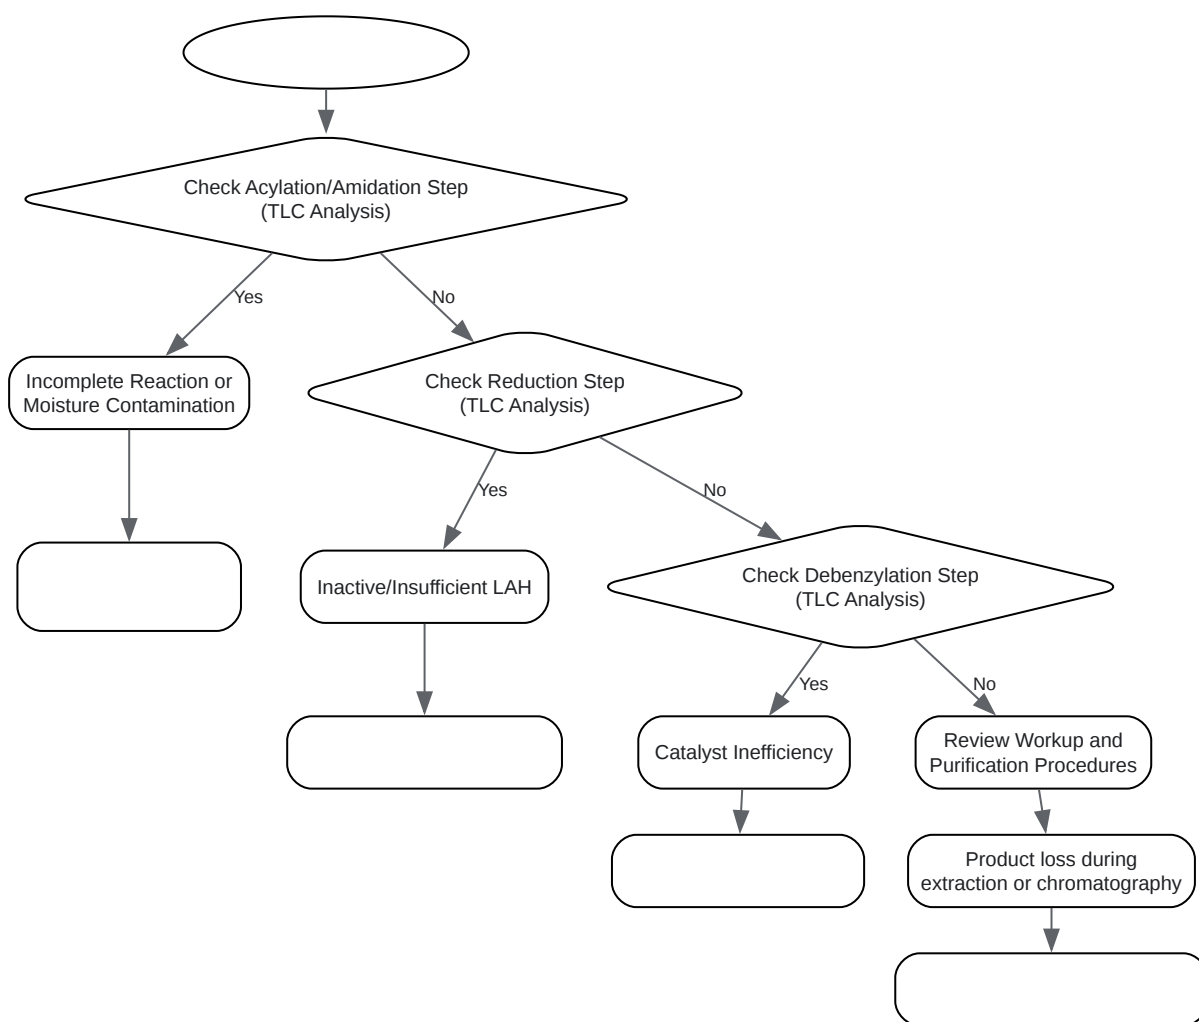 Check Acylation/Amidation Step
(TLC Analysis)
Yes
No
Incomplete Reaction or
Moisture Contamination
Check Reduction Step
(TLC Analysis)
Yes
No
Inactive/Insufficient LAH
Check Debenzylation Step
(TLC Analysis)
Yes
No
Catalyst Inefficiency
Review Workup and
Purification Procedures
Product loss during
extraction or chromatography